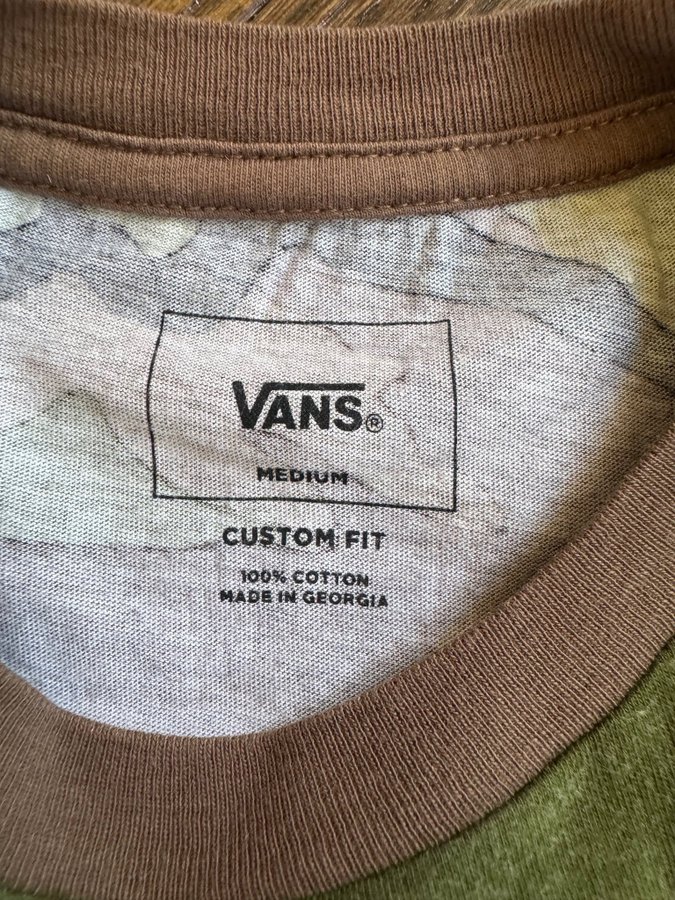 VANS®
MEDIUM
CUSTOM FIT
100% COTTON
MADE IN GEORGIA